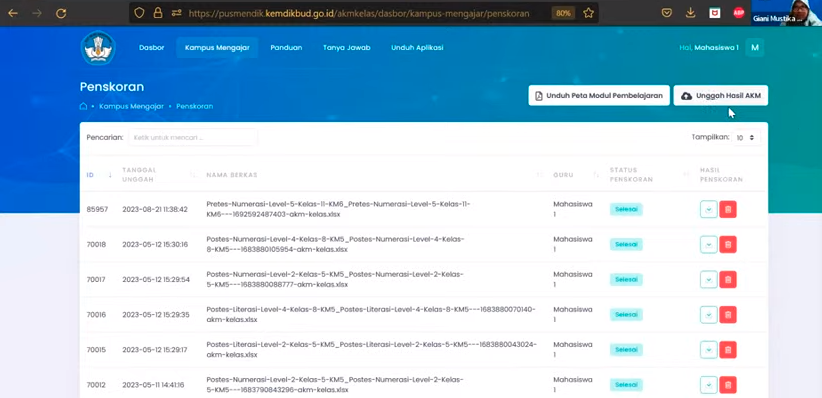 https://pusmendik.kemdikbud.go.id/akmkelas/dasbor/kampus-mengajar/penskoran
80%
ABP
Giani Mustika ...
Dasbor
Kampus Mengajar
Panduan
Tanya Jawab
Unduh Aplikasi
Hai, Mahasiswa 1
M
Penskoran
Kampus Mengajar • Penskoran
Unduh Peta Modul Pembelajaran
Unggah Hasil AKM
Pencarian:
Ketik untuk mencari ...
Tampilkan: 10
ID
TANGGAL UNGGAH
NAMA BERKAS
GURU
STATUS PENSKORAN
HASIL PENSKORAN
85957 2023-08-21 11:38:42 Pretes-Numerasi-Level-5-Kelas-11-KM6_Pretes-Numerasi-Level-5-Kelas-11-
KM6---1692592487403-akm-kelas.xlsx
Mahasiswa 1
Selesai
70018 2023-05-12 15:30:16 Postes-Numerasi-Level-4-Kelas-8-KM5_Postes-Numerasi-Level-4-Kelas-
8-KM5---1683880105954-akm-kelas.xlsx
Mahasiswa 1
Selesai
70017 2023-05-12 15:29:54 Postes-Numerasi-Level-2-Kelas-5-KM5_Postes-Numerasi-Level-2-Kelas-
5-KM5---1683880088777-akm-kelas.xlsx
Mahasiswa 1
Selesai
70016 2023-05-12 15:29:35 Postes-Literasi-Level-4-Kelas-8-KM5_Postes-Literasi-Level-4-Kelas-8-KM5---1683880070140-
akm-kelas.xlsx
Mahasiswa 1
Selesai
70015 2023-05-12 15:29:17 Postes-Literasi-Level-2-Kelas-5-KM5_Postes-Literasi-Level-2-Kelas-5-KM5---1683880043024-
akm-kelas.xlsx
Mahasiswa 1
Selesai
70012 2023-05-11 14:41:16 Postes-Numerasi-Level-2-Kelas-5-KM5_Postes-Numerasi-Level-2-Kelas-
5-KM5---1683790843296-akm-kelas.xlsx
Mahasiswa 1
Selesai